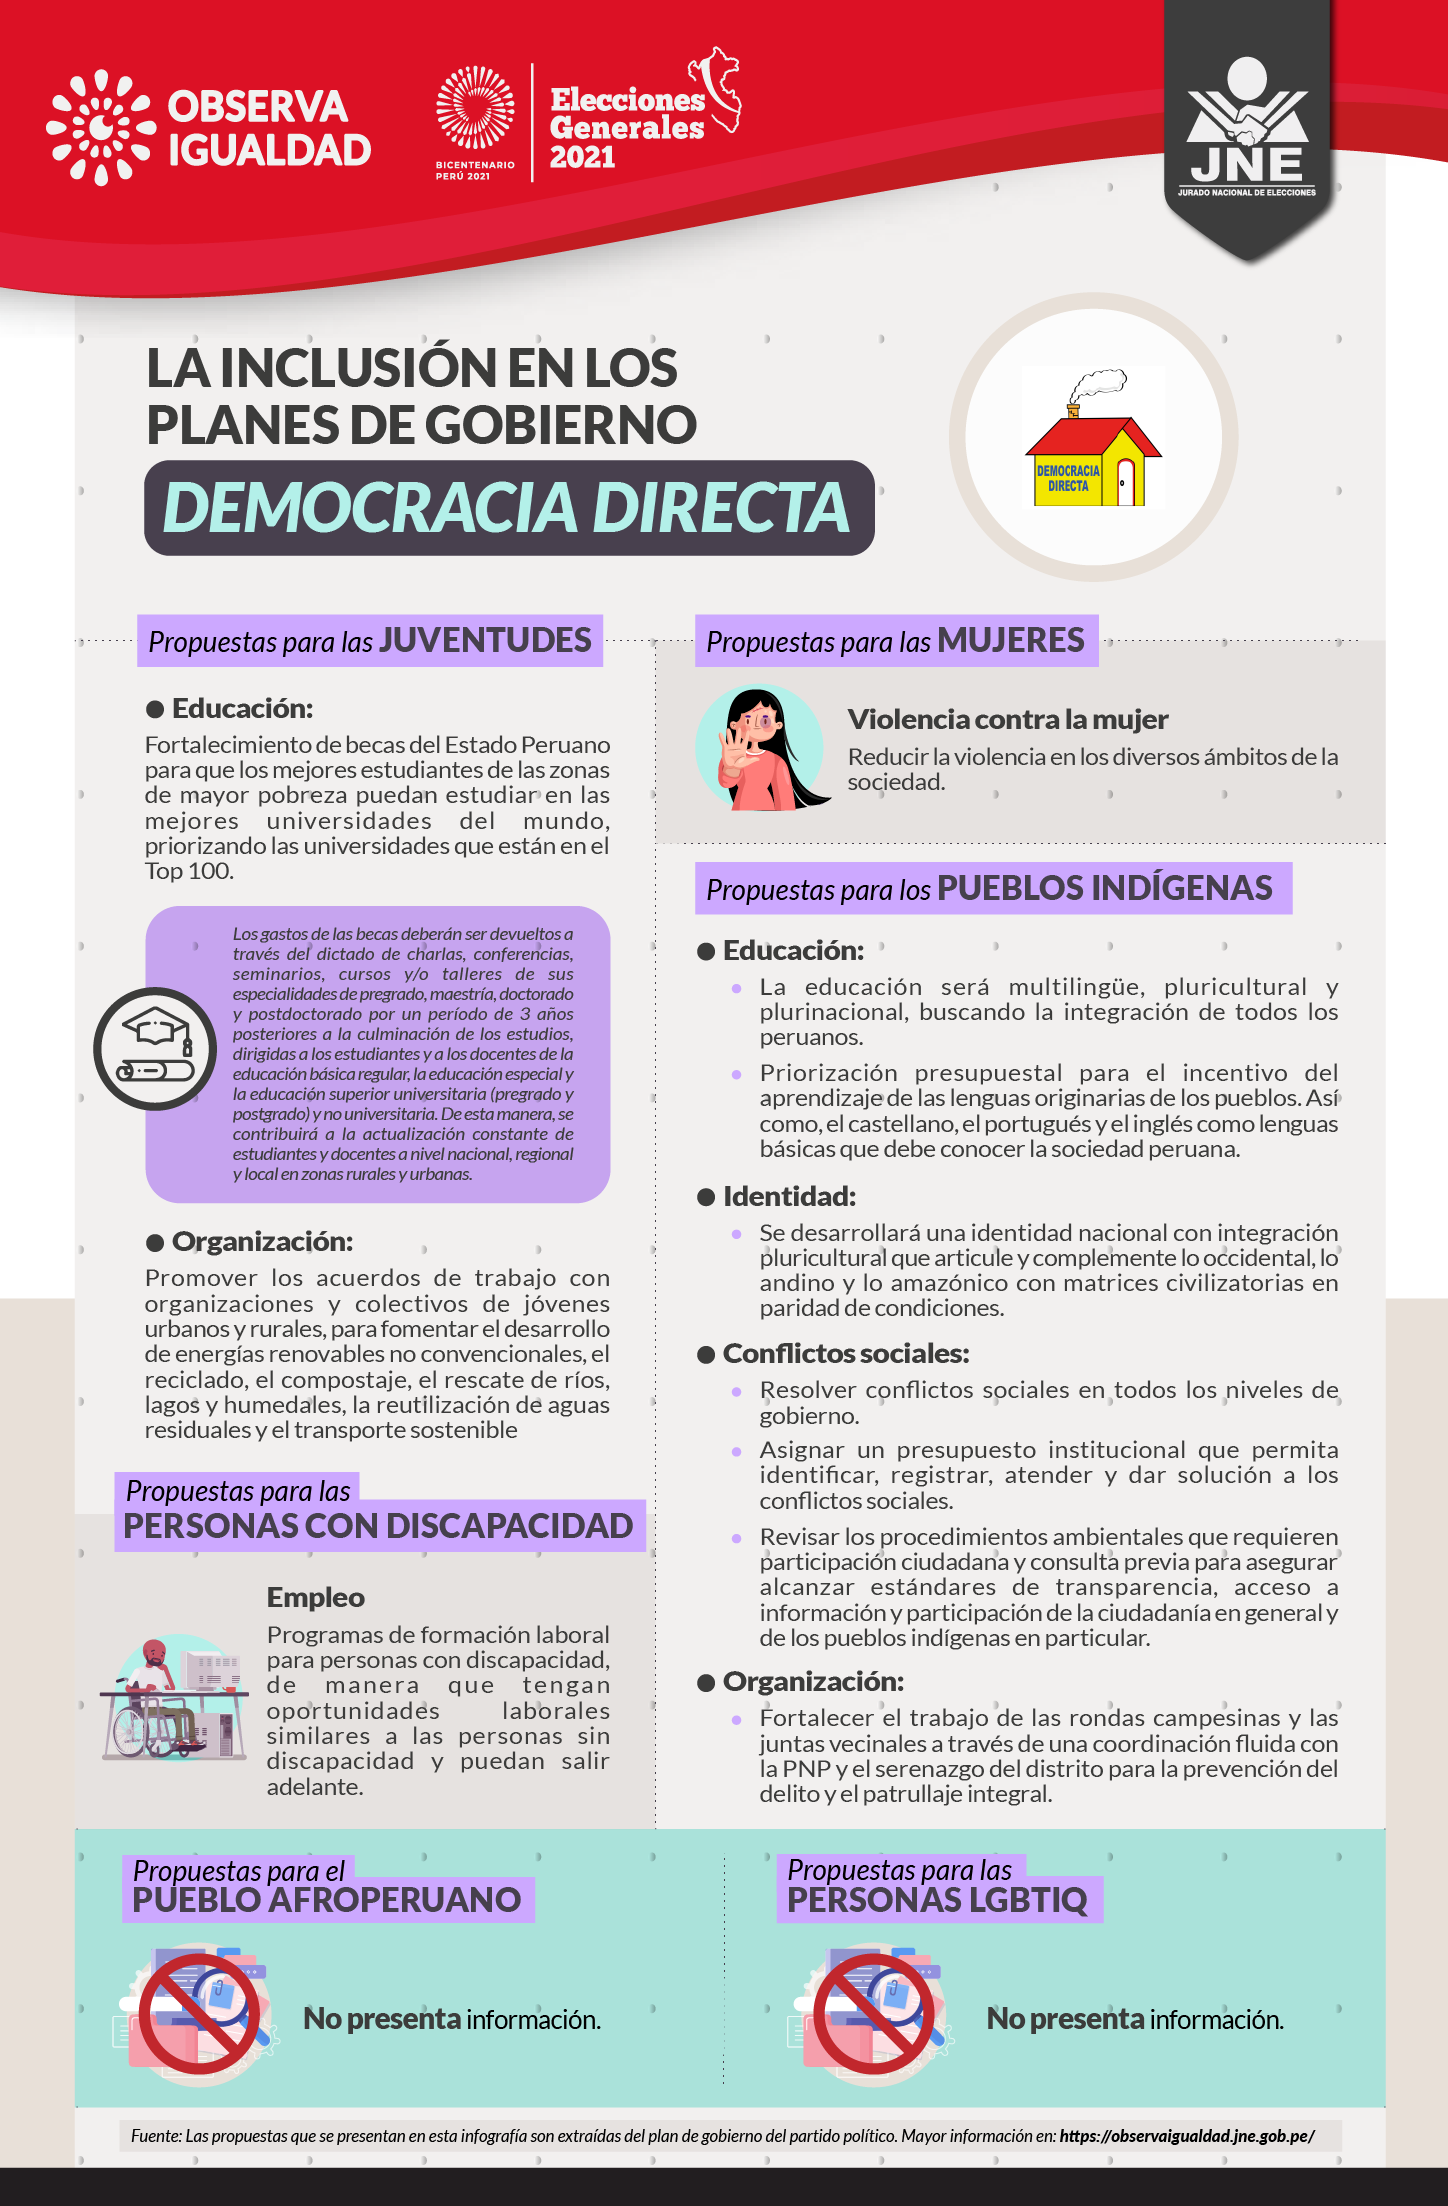 OBSERVA
IGUALDAD
BICENTENARIO
PERÚ 2021
Elecciones
Generales
2021
JNE
JURADO NACIONAL DE ELECCIONES
LA INCLUSIÓN EN LOS
PLANES DE GOBIERNO
DEMOCRACIA DIRECTA
DEMOCRACIA
DIRECTA
Propuestas para las JUVENTUDES
● Educación:
Fortalecimiento de becas del Estado Peruano
para que los mejores estudiantes de las zonas
de mayor pobreza puedan estudiar en las
mejores universidades del mundo,
priorizando las universidades que están en el
Top 100.
Los gastos de las becas deberán ser devueltos a
través del dictado de charlas, conferencias,
seminarios, cursos y/o talleres de sus
especialidades de pregrado, maestría, doctorado
y postdoctorado por un período de 3 años
posteriores a la culminación de los estudios,
dirigidas a los estudiantes y a los docentes de la
educación básica regular, la educación especial y
la educación superior universitaria (pregrado y
postgrado) y no universitaria. De esta manera, se
contribuirá a la actualización constante de
estudiantes y docentes a nivel nacional, regional
y local en zonas rurales y urbanas.
● Organización:
Promover los acuerdos de trabajo con
organizaciones y colectivos de jóvenes
urbanos y rurales, para fomentar el desarrollo
de energías renovables no convencionales, el
reciclado, el compostaje, el rescate de ríos,
lagos y humedales, la reutilización de aguas
residuales y el transporte sostenible
Propuestas para las
PERSONAS CON DISCAPACIDAD
Empleo
Programas de formación laboral
para personas con discapacidad,
de manera que tengan
oportunidades laborales
similares a las personas sin
discapacidad y puedan salir
adelante.
Propuestas para las MUJERES
Violencia contra la mujer
Reducir la violencia en los diversos ámbitos de la
sociedad.
Propuestas para los PUEBLOS INDÍGENAS
● Educación:
● La educación será multilingüe, pluricultural y
plurinacional, buscando la integración de todos los
peruanos.
● Priorización presupuestal para el incentivo del
aprendizaje de las lenguas originarias de los pueblos. Así
como, el castellano, el portugués y el inglés como lenguas
básicas que debe conocer la sociedad peruana.
● Identidad:
● Se desarrollará una identidad nacional con integración
pluricultural que articule y complemente lo occidental, lo
andino y lo amazónico con matrices civilizatorias en
paridad de condiciones.
● Conflictos sociales:
● Resolver conflictos sociales en todos los niveles de
gobierno.
● Asignar un presupuesto institucional que permita
identificar, registrar, atender y dar solución a los
conflictos sociales.
● Revisar los procedimientos ambientales que requieren
participación ciudadana y consulta previa para asegurar
alcanzar estándares de transparencia, acceso a
información y participación de la ciudadanía en general y
de los pueblos indígenas en particular.
● Organización:
● Fortalecer el trabajo de las rondas campesinas y las
juntas vecinales a través de una coordinación fluida con
la PNP y el serenazgo del distrito para la prevención del
delito y el patrullaje integral.
Propuestas para el
PUEBLO AFROPERUANO
No presenta información.
Propuestas para las
PERSONAS LGBTIQ
No presenta información.
Fuente: Las propuestas que se presentan en esta infografía son extraídas del plan de gobierno del partido político. Mayor información en: https://observaigualdad.jne.gob.pe/